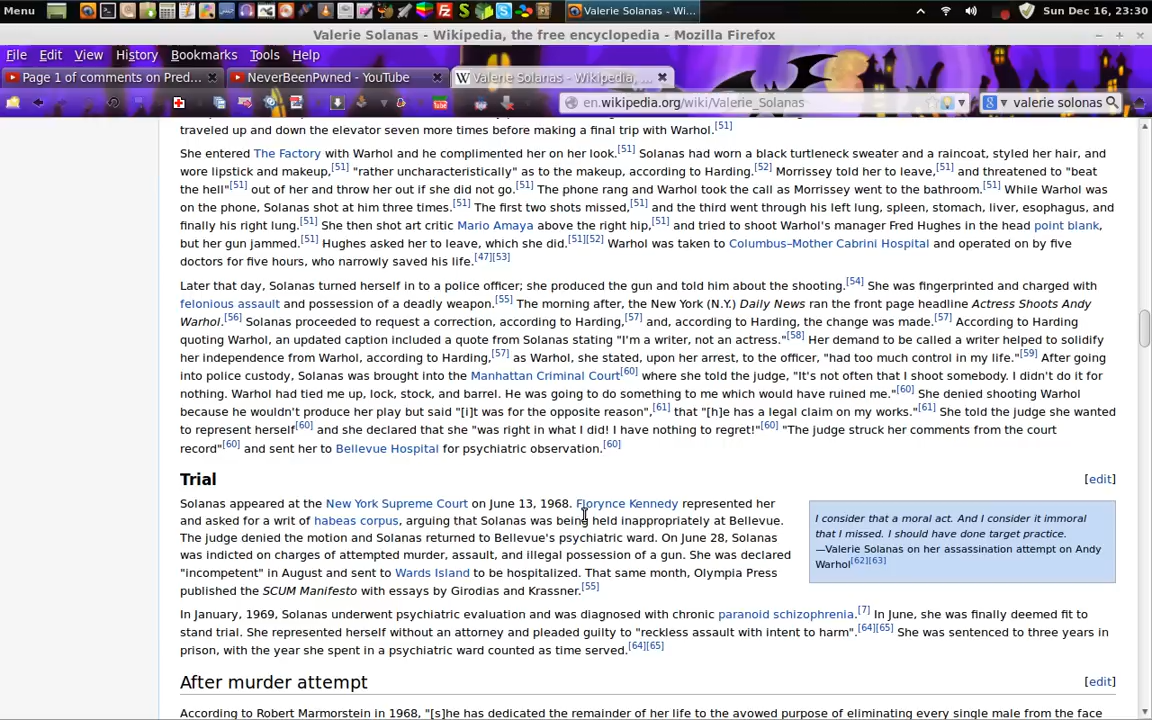 Menu
Valerie Solanas - Wi...
Sun Dec 16, 23:30
Valerie Solanas - Wikipedia, the free encyclopedia - Mozilla Firefox
File Edit View History Bookmarks Tools Help
Page 1 of comments on Pred... NeverBeenPwned - YouTube Valerie Solanas - Wikipedia, ...
en.wikipedia.org/wiki/Valerie_Solanas valerie solonas
traveled up and down the elevator seven more times before making a final trip with Warhol.[51]
She entered The Factory with Warhol and he complimented her on her look.[51] Solanas had worn a black turtleneck sweater and a raincoat, styled her hair, and
wore lipstick and makeup,[51] "rather uncharacteristically" as to the makeup, according to Harding.[52] Morrissey told her to leave,[51] and threatened to "beat
the hell"[51] out of her and throw her out if she did not go.[51] The phone rang and Warhol took the call as Morrissey went to the bathroom.[51] While Warhol was
on the phone, Solanas shot at him three times.[51] The first two shots missed,[51] and the third went through his left lung, spleen, stomach, liver, esophagus, and
finally his right lung.[51] She then shot art critic Mario Amaya above the right hip,[51] and tried to shoot Warhol's manager Fred Hughes in the head point blank,
but her gun jammed.[51] Hughes asked her to leave, which she did.[51][52] Warhol was taken to Columbus–Mother Cabrini Hospital and operated on by five
doctors for five hours, who narrowly saved his life.[47][53]
Later that day, Solanas turned herself in to a police officer; she produced the gun and told him about the shooting.[54] She was fingerprinted and charged with
felonious assault and possession of a deadly weapon.[55] The morning after, the New York (N.Y.) Daily News ran the front page headline Actress Shoots Andy
Warhol.[56] Solanas proceeded to request a correction, according to Harding,[57] and, according to Harding, the change was made.[57] According to Harding
quoting Warhol, an updated caption included a quote from Solanas stating "I'm a writer, not an actress."[58] Her demand to be called a writer helped to solidify
her independence from Warhol, according to Harding,[57] as Warhol, she stated, upon her arrest, to the officer, "had too much control in my life."[59] After going
into police custody, Solanas was brought into the Manhattan Criminal Court[60] where she told the judge, "It's not often that I shoot somebody. I didn't do it for
nothing. Warhol had tied me up, lock, stock, and barrel. He was going to do something to me which would have ruined me."[60] She denied shooting Warhol
because he wouldn't produce her play but said "[i]t was for the opposite reason",[61] that "[h]e has a legal claim on my works."[61] She told the judge she wanted
to represent herself[60] and she declared that she "was right in what I did! I have nothing to regret!"[60] "The judge struck her comments from the court
record"[60] and sent her to Bellevue Hospital for psychiatric observation.[60]
Trial [edit]
Solanas appeared at the New York Supreme Court on June 13, 1968. Florynce Kennedy represented her
and asked for a writ of habeas corpus, arguing that Solanas was being held inappropriately at Bellevue.
The judge denied the motion and Solanas returned to Bellevue's psychiatric ward. On June 28, Solanas
was indicted on charges of attempted murder, assault, and illegal possession of a gun. She was declared
"incompetent" in August and sent to Wards Island to be hospitalized. That same month, Olympia Press
published the SCUM Manifesto with essays by Girodias and Krassner.[55]
I consider that a moral act. And I consider it immoral
that I missed. I should have done target practice.
—Valerie Solanas on her assassination attempt on Andy
Warhol[62][63]
In January, 1969, Solanas underwent psychiatric evaluation and was diagnosed with chronic paranoid schizophrenia.[7] In June, she was finally deemed fit to
stand trial. She represented herself without an attorney and pleaded guilty to "reckless assault with intent to harm".[64][65] She was sentenced to three years in
prison, with the year she spent in a psychiatric ward counted as time served.[64][65]
After murder attempt [edit]
According to Robert Marmorstein in 1968, "[s]he has dedicated the remainder of her life to the avowed purpose of eliminating every single male from the face